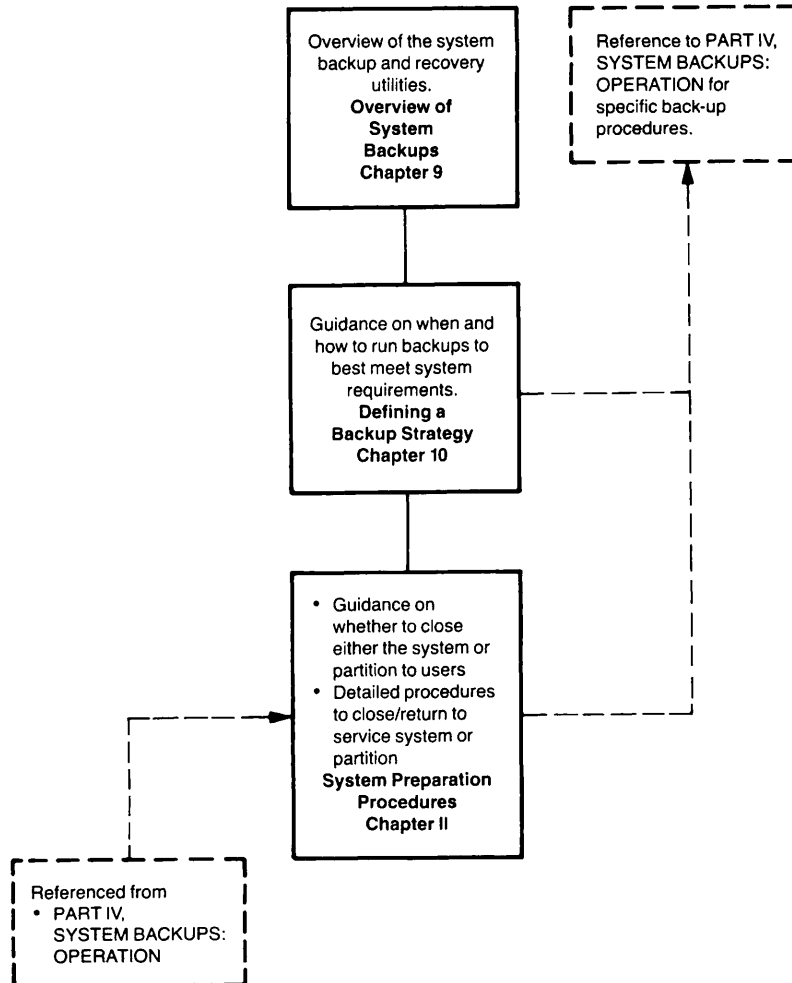 Overview of the system
backup and recovery
utilities.
Overview of
System
Backups
Chapter 9
Reference to PART IV,
SYSTEM BACKUPS:
OPERATION for
specific back-up
procedures.
Guidance on when and
how to run backups to
best meet system
requirements.
Defining a
Backup Strategy
Chapter 10
• Guidance on
whether to close
either the system or
partition to users
• Detailed procedures
to close/return to
service system or
partition
System Preparation
Procedures
Chapter II
Referenced from
• PART IV,
SYSTEM BACKUPS:
OPERATION